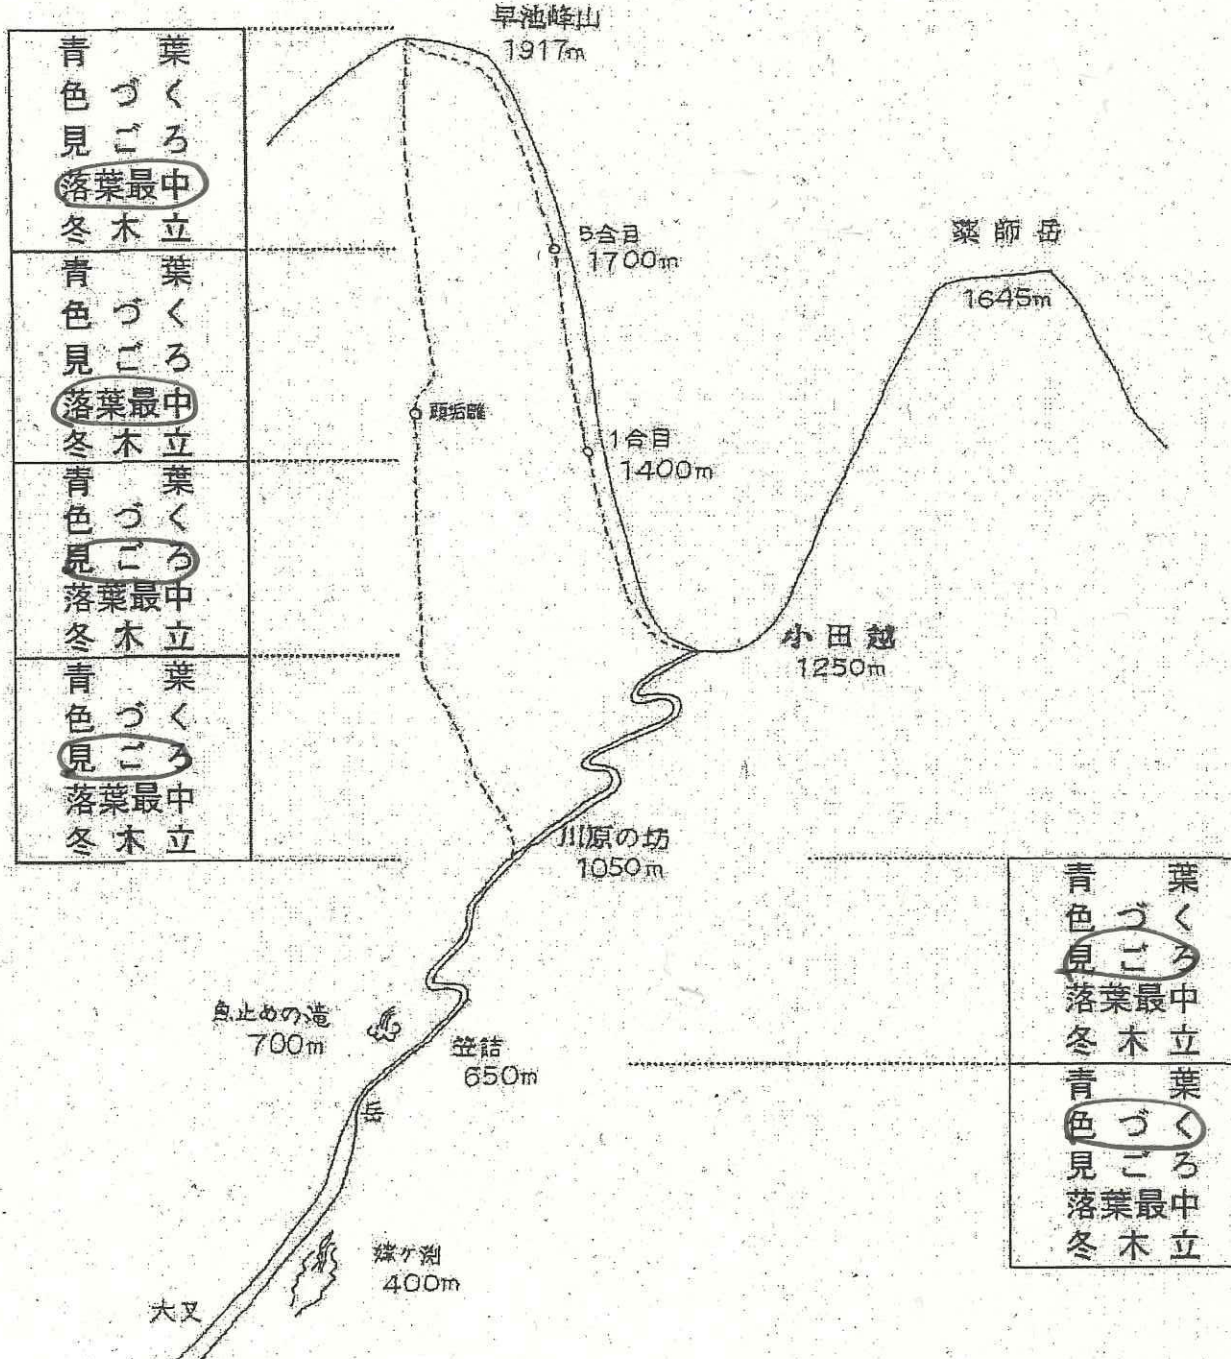 早池峰山
1917m
青葉
色づく
見ごろ
落葉最中
冬木立
青葉
色づく
見ごろ
落葉最中
冬木立
青葉
色づく
見ごろ
落葉最中
冬木立
青葉
色づく
見ごろ
落葉最中
冬木立
5合目
1700m
薬師岳
1645m
1合目
1400m
小田越
1250m
川原の坊
1050m
魚止めの滝
700m
笠詰
650m
岳
400m
大又
青葉
色づく
見ごろ
落葉最中
冬木立
青葉
色づく
見ごろ
落葉最中
冬木立